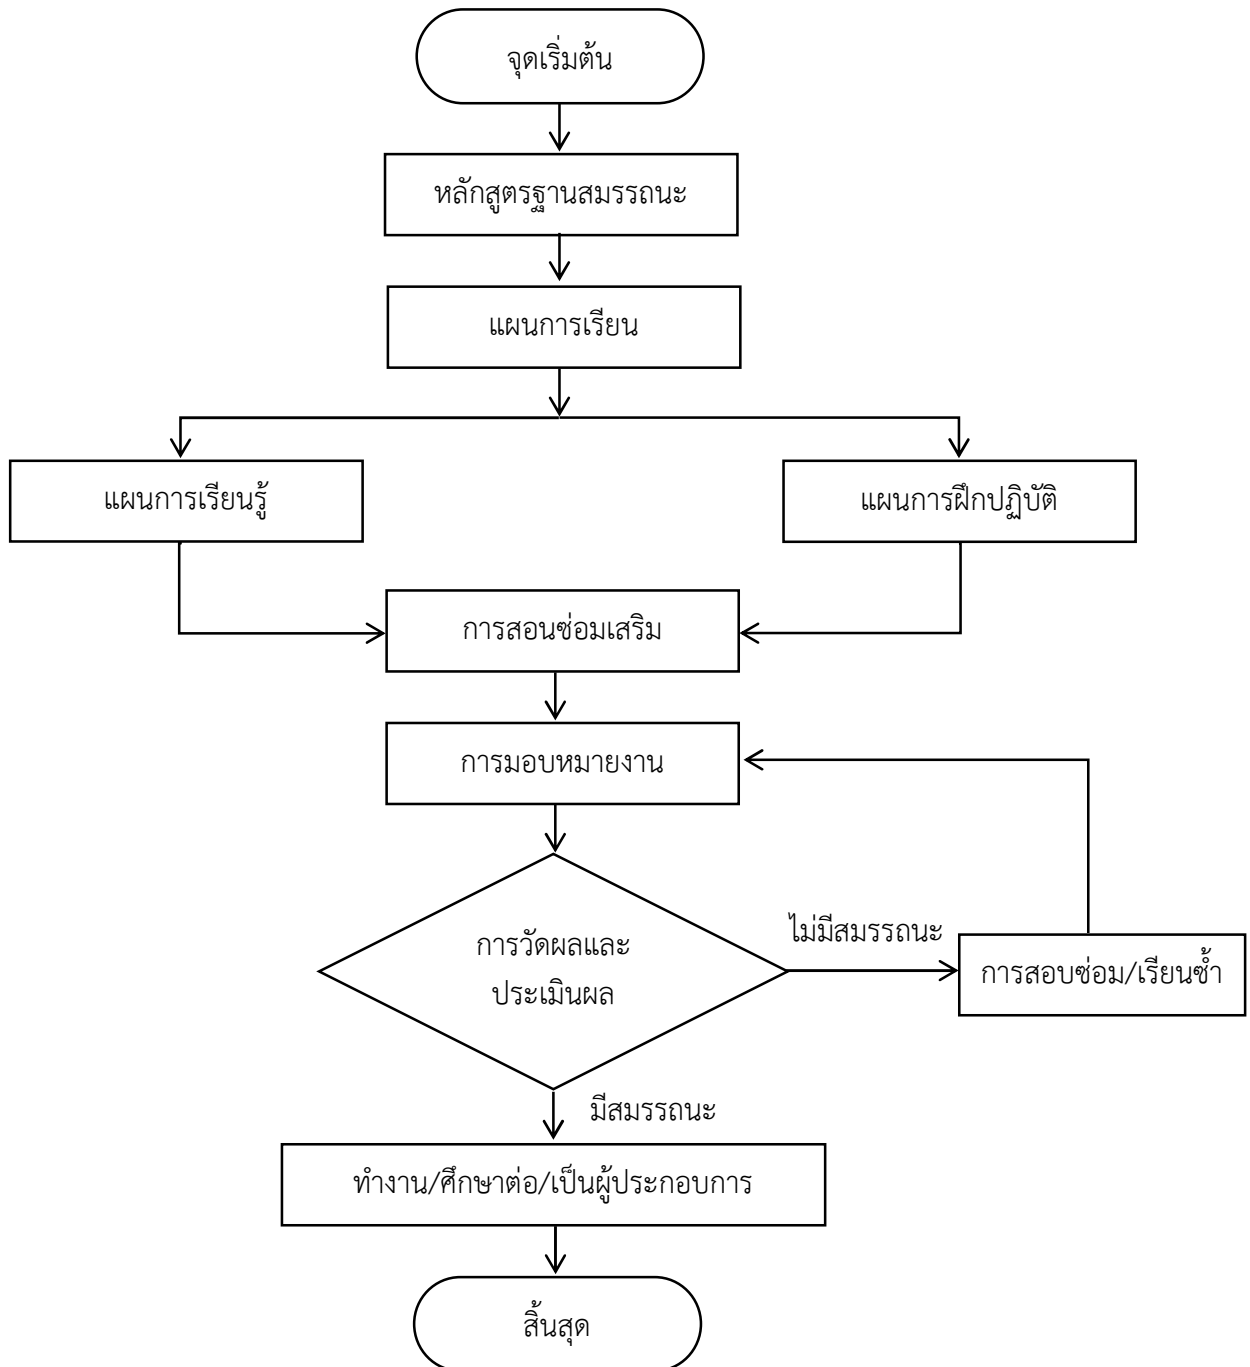 จุดเริ่มต้น
หลักสูตรฐานสมรรถนะ
แผนการเรียน
แผนการเรียนรู้
แผนการฝึกปฏิบัติ
การสอนซ่อมเสริม
การมอบหมายงาน
การวัดผลและ
ประเมินผล
ไม่มีสมรรถนะ
การสอบซ่อม/เรียนซ้ำ
มีสมรรถนะ
ทำงาน/ศึกษาต่อ/เป็นผู้ประกอบการ
สิ้นสุด